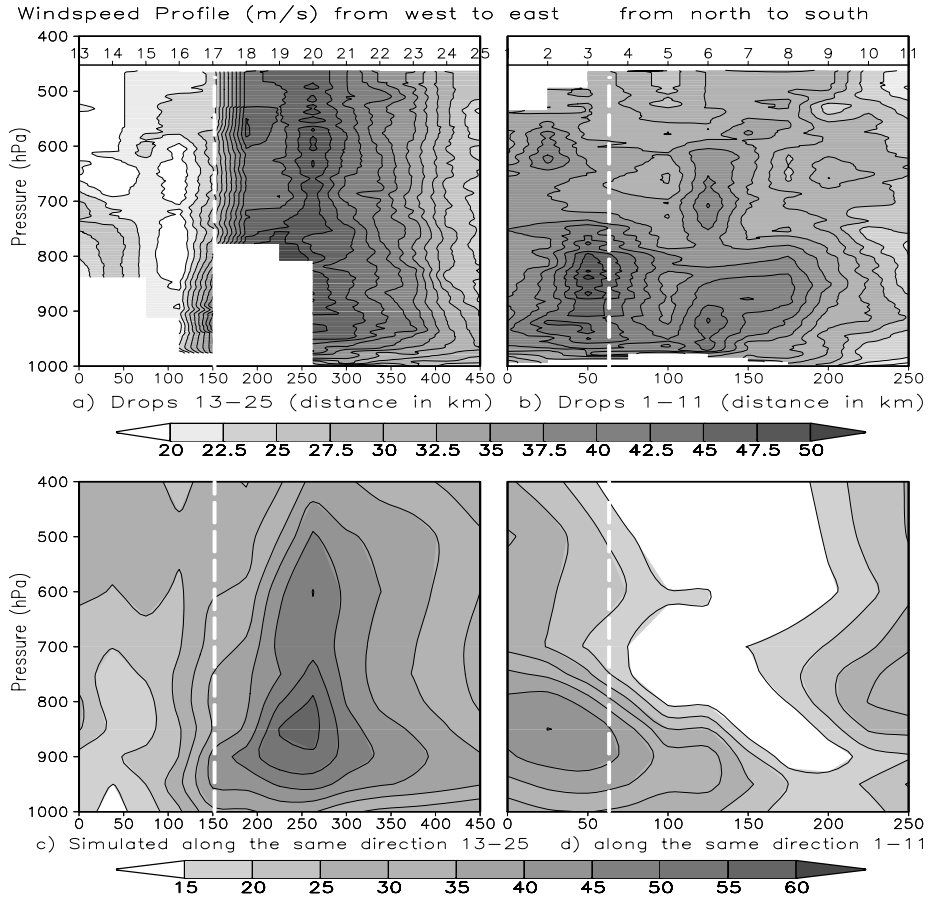 Windspeed Profile (m/s) from west to east from north to south
400
13 14 15 16 17 18 19 20 21 22 23 24 25 1 2 3 4 5 6 7 8 9 10 11
500
600
700
800
900
1000
Pressure (hPa)
0 50 100 150 200 250 300 350 400 450 0 50 100 150 200 250
a) Drops 13-25 (distance in km) b) Drops 1-11 (distance in km)
20 22.5 25 27.5 30 32.5 35 37.5 40 42.5 45 47.5 50
400
500
600
700
800
900
1000
Pressure (hPa)
0 50 100 150 200 250 300 350 400 450 0 50 100 150 200 250
c) Simulated along the same direction 13-25 d) along the same direction 1-11
15 20 25 30 35 40 45 50 55 60